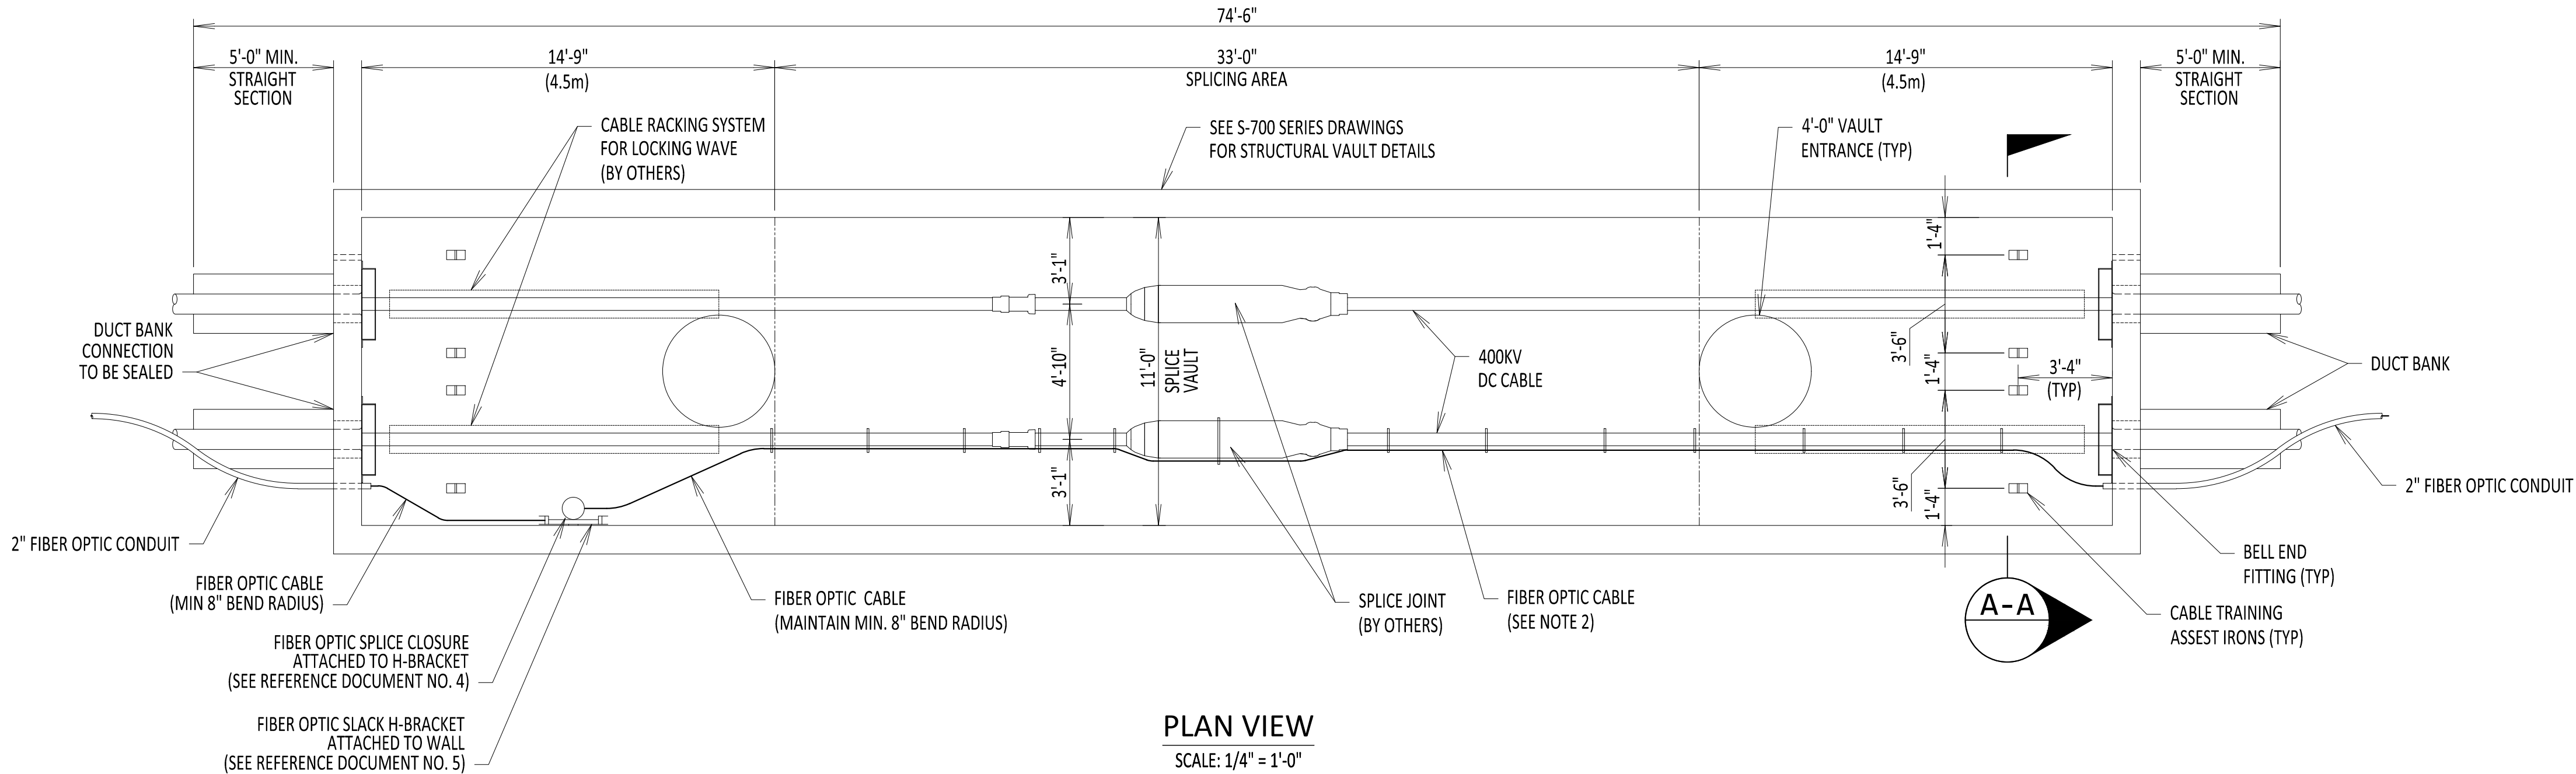 74'-6"
5'-0" MIN.
STRAIGHT
SECTION
14'-9"
(4.5m)
33'-0"
SPLICING AREA
14'-9"
(4.5m)
5'-0" MIN.
STRAIGHT
SECTION
CABLE RACKING SYSTEM
FOR LOCKING WAVE
(BY OTHERS)
SEE S-700 SERIES DRAWINGS
FOR STRUCTURAL VAULT DETAILS
4'-0" VAULT
ENTRANCE (TYP)
1'-4"
3'-1"
DUCT BANK
CONNECTION
TO BE SEALED
4'-10"
11'-0"
SPLICE
VAULT
400KV
DC CABLE
3'-6"
1'-4"
3'-4"
(TYP)
DUCT BANK
3'-1"
3'-6"
1'-4"
2" FIBER OPTIC CONDUIT
2" FIBER OPTIC CONDUIT
FIBER OPTIC CABLE
(MIN 8" BEND RADIUS)
FIBER OPTIC CABLE
(MAINTAIN MIN. 8" BEND RADIUS)
SPLICE JOINT
(BY OTHERS)
FIBER OPTIC CABLE
(SEE NOTE 2)
A-A
BELL END
FITTING (TYP)
CABLE TRAINING
ASSEST IRONS (TYP)
FIBER OPTIC SPLICE CLOSURE
ATTACHED TO H-BRACKET
(SEE REFERENCE DOCUMENT NO. 4)
FIBER OPTIC SLACK H-BRACKET
ATTACHED TO WALL
(SEE REFERENCE DOCUMENT NO. 5)
PLAN VIEW
SCALE: 1/4" = 1'-0"